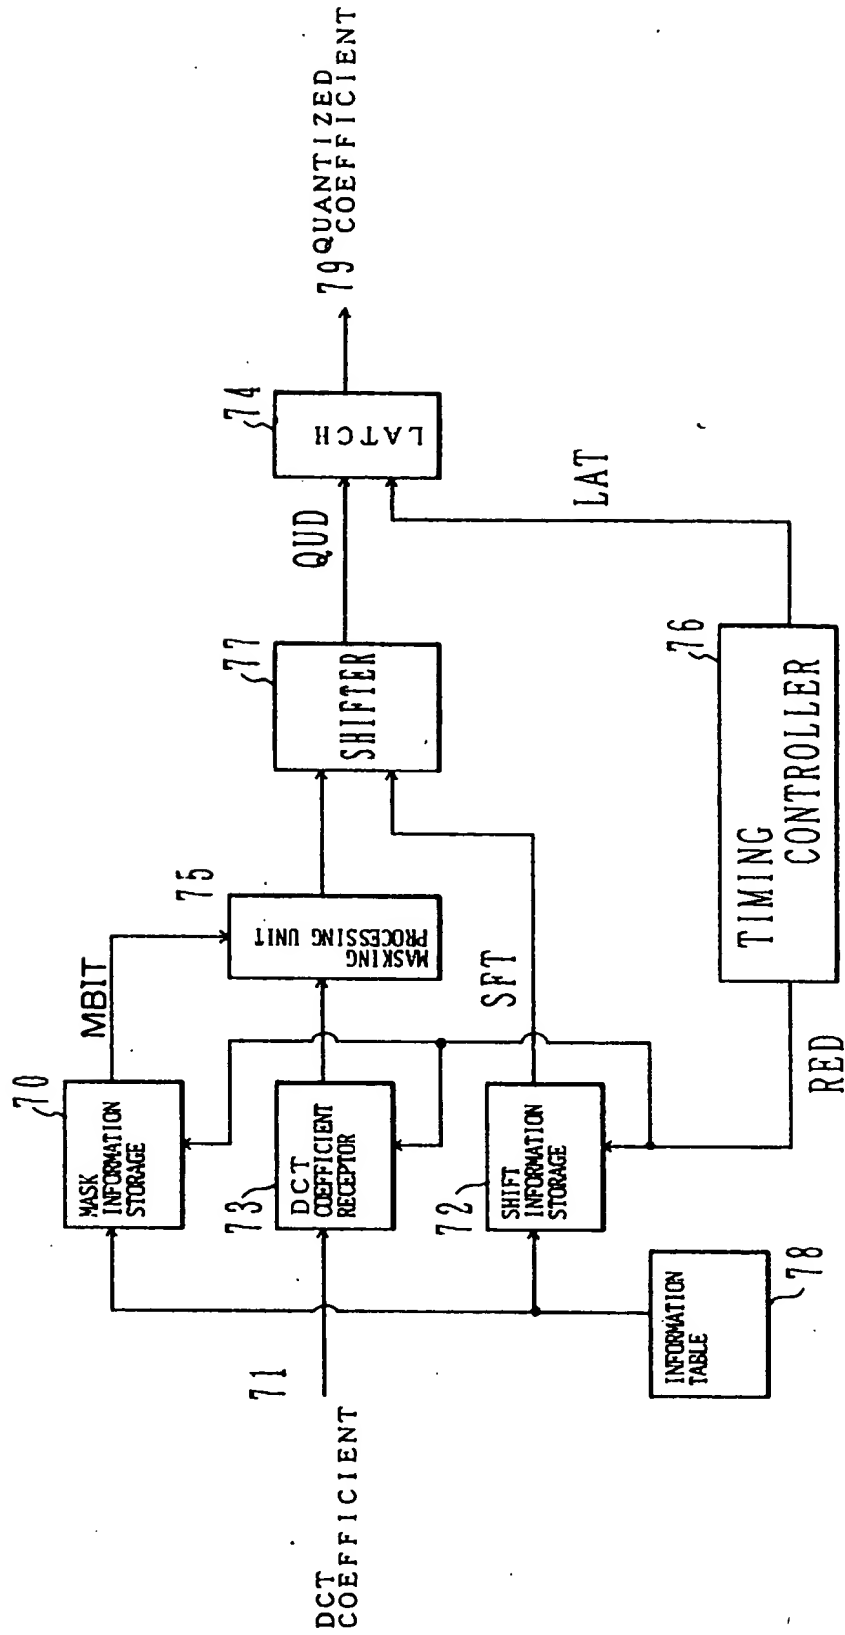 70
MASK
INFORMATION
STORAGE
MBIT
75
MASKING
PROCESSING UNIT
DCT
COEFFICIENT
71
73
DCT
COEFFICIENT
RECEPTOR
77
SHIFTER
QUD
74
LATCH
79
QUANTIZED
COEFFICIENT
72
SHIFT
INFORMATION
STORAGE
SFT
LAT
INFORMATION
TABLE
78
RED
76
TIMING
CONTROLLER